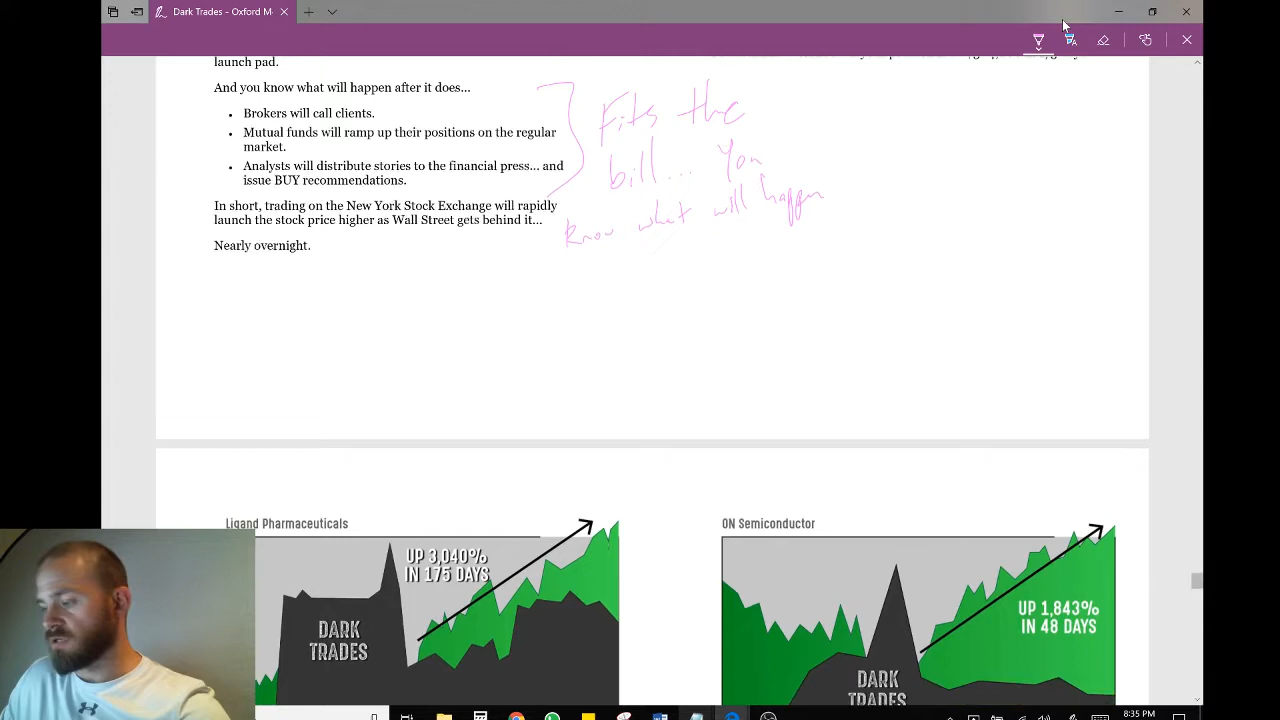 Dark Trades - Oxford M
launch pad.
And you know what will happen after it does...
Brokers will call clients.
Mutual funds will ramp up their positions on the regular
market.
Analysts will distribute stories to the financial press... and
issue BUY recommendations.
In short, trading on the New York Stock Exchange will rapidly
launch the stock price higher as Wall Street gets behind it...
Nearly overnight.
Fits the
bill... You
know what will happen
Ligand Pharmaceuticals
UP 3,040%
IN 175 DAYS
DARK
TRADES
ON Semiconductor
UP 1,843%
IN 48 DAYS
DARK
TRADES
8:35 PM